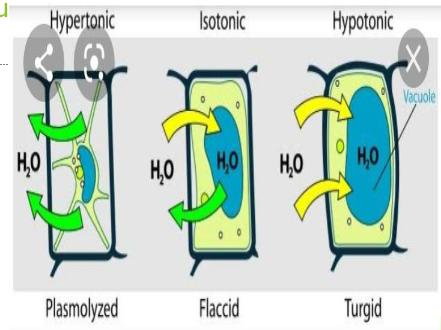 Hypertonic Isotonic Hypotonic
Vacuole
H₂O H₂O H₂O H₂O H₂O
Plasmolyzed Flaccid Turgid